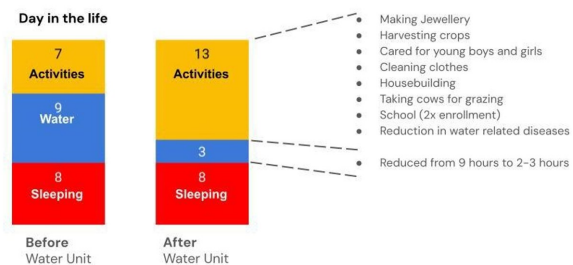 Day in the life
7
Activities
9
Water
8
Sleeping
Before
Water Unit
13
Activities
3
8
Sleeping
After
Water Unit
• Making Jewellery
• Harvesting crops
• Cared for young boys and girls
• Cleaning clothes
• Housebuilding
• Taking cows for grazing
• School (2x enrollment)
• Reduction in water related diseases
• Reduced from 9 hours to 2-3 hours